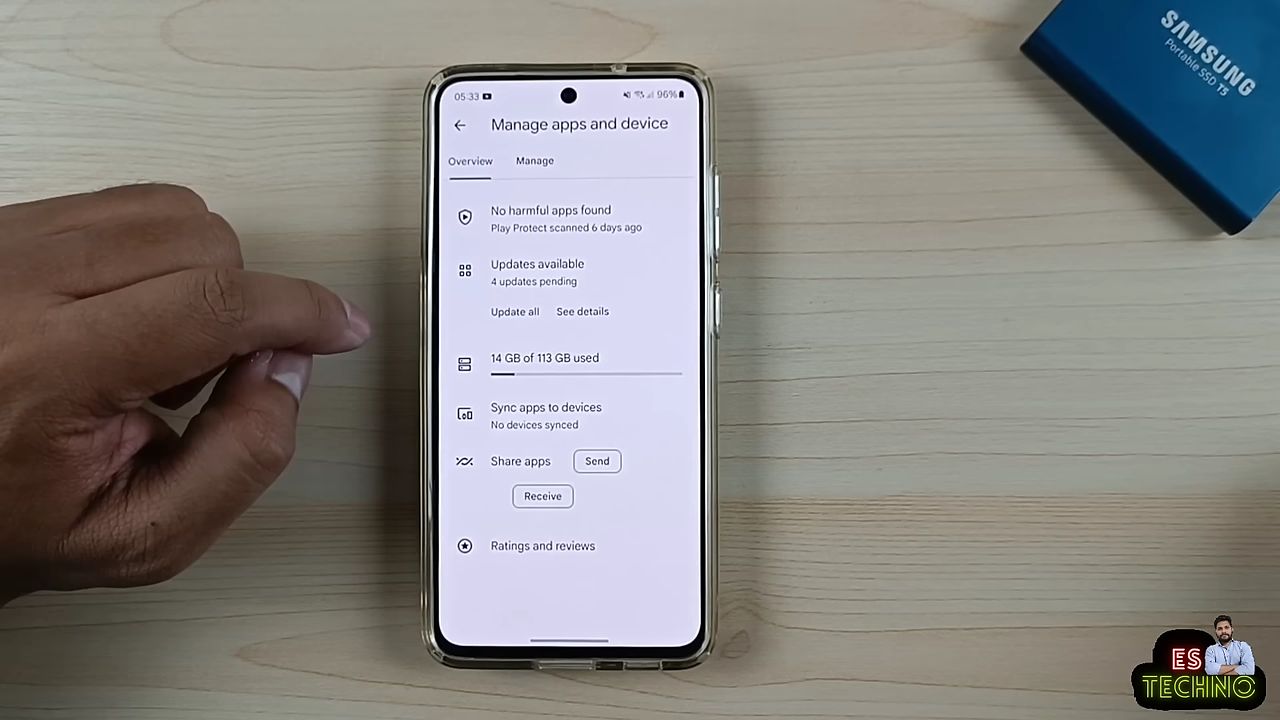 SAMSUNG
Portable SSD T5
05:33
96%
Manage apps and device
Overview Manage
No harmful apps found
Play Protect scanned 6 days ago
Updates available
4 updates pending
Update all See details
14 GB of 113 GB used
Sync apps to devices
No devices synced
Share apps Send
Receive
Ratings and reviews
ES
TECHNO